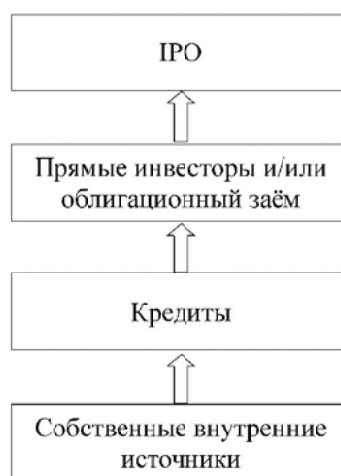 IPO
Прямые инвесторы и/или
облигационный заём
Кредиты
Собственные внутренние
источники